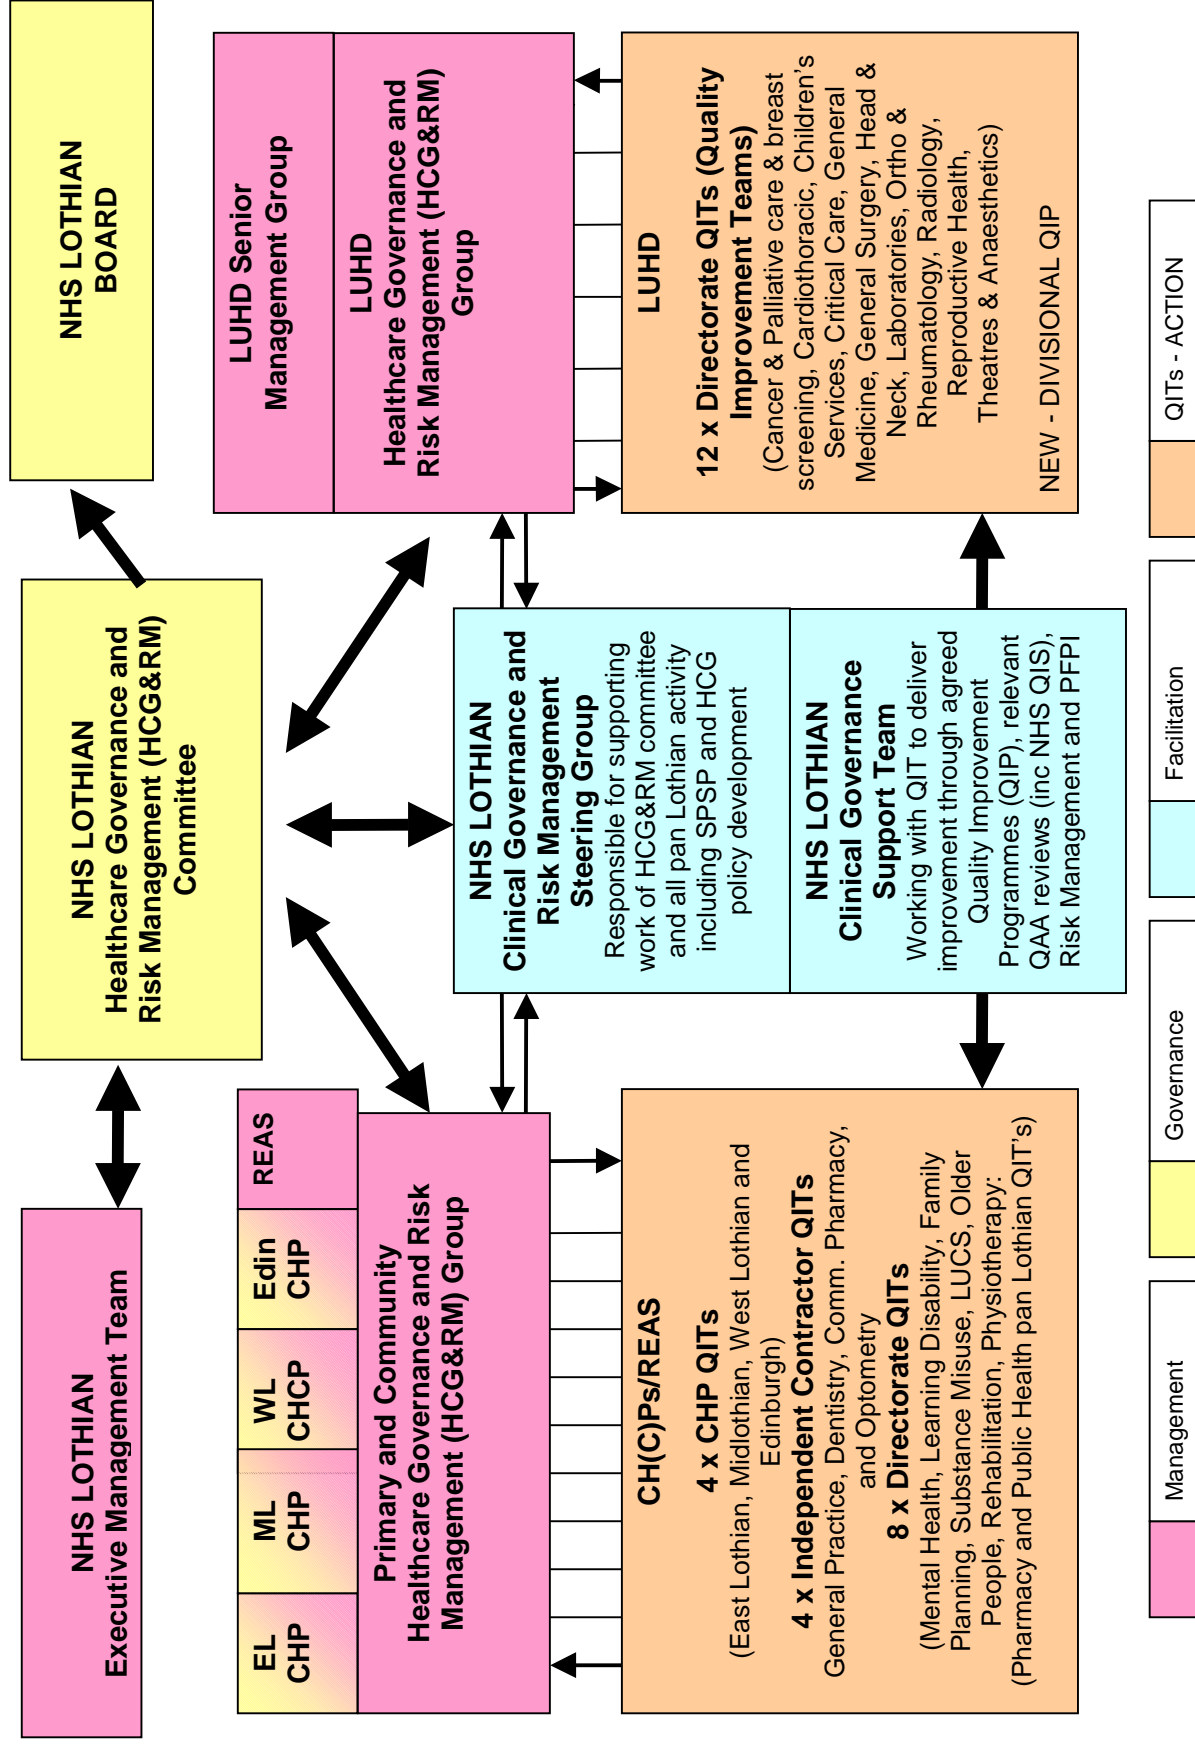 NHS LOTHIAN
Executive Management Team
NHS LOTHIAN
Healthcare Governance and
Risk Management (HCG&RM)
Committee
NHS LOTHIAN
BOARD
EL
CHP
ML
CHP
WL
CHCP
Edin
CHP
REAS
Primary and Community
Healthcare Governance and Risk
Management (HCG&RM) Group
LUHD Senior
Management Group
LUHD
Healthcare Governance and
Risk Management (HCG&RM)
Group
NHS LOTHIAN
Clinical Governance and
Risk Management
Steering Group
Responsible for supporting
work of HCG&RM committee
and all pan Lothian activity
including SPSP and HCG
policy development
NHS LOTHIAN
Clinical Governance
Support Team
Working with QIT to deliver
improvement through agreed
Quality Improvement
Programmes (QIP), relevant
QAA reviews (inc NHS QIS),
Risk Management and PFPI
CH(C)Ps/REAS
4 x CHP QITs
(East Lothian, Midlothian, West Lothian and
Edinburgh)
4 x Independent Contractor QITs
General Practice, Dentistry, Comm. Pharmacy,
and Optometry
8 x Directorate QITs
(Mental Health, Learning Disability, Family
Planning, Substance Misuse, LUCS, Older
People, Rehabilitation, Physiotherapy:
(Pharmacy and Public Health pan Lothian QIT's)
LUHD
12 x Directorate QITs (Quality
Improvement Teams)
(Cancer & Palliative care & breast
screening, Cardiothoracic, Children's
Services, Critical Care, General
Medicine, General Surgery, Head &
Neck, Laboratories, Ortho &
Rheumatology, Radiology,
Reproductive Health,
Theatres & Anaesthetics)
NEW - DIVISIONAL QIP
Management
Governance
Facilitation
QITs - ACTION